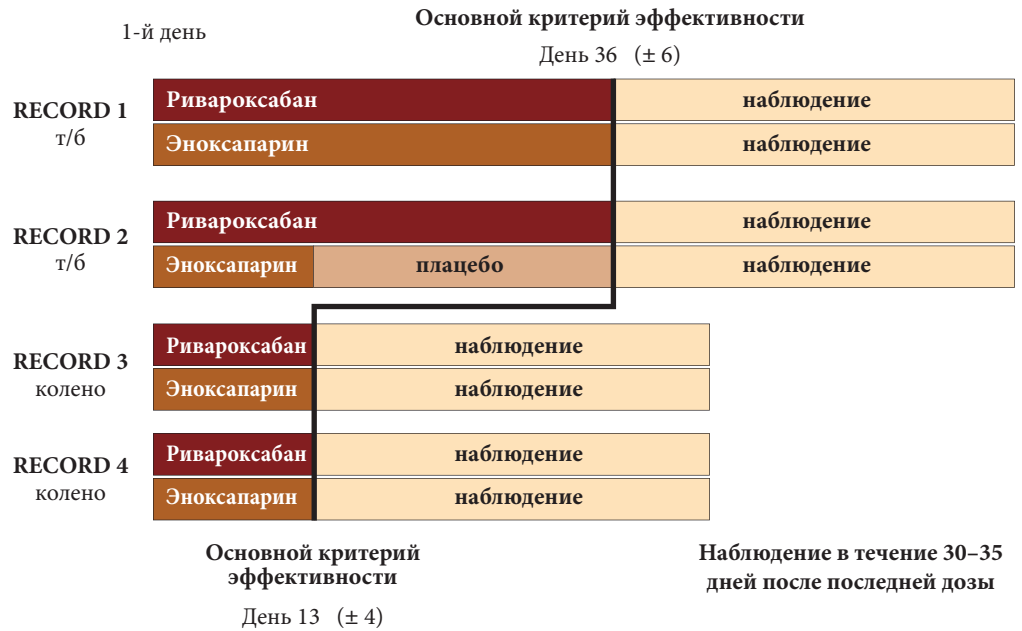 1-й день
Основной критерий эффективности
День 36 (± 6)
RECORD 1
т/б
Ривароксабан
наблюдение
Эноксапарин
наблюдение
RECORD 2
т/б
Ривароксабан
наблюдение
Эноксапарин
плацебо
наблюдение
RECORD 3
колено
Ривароксабан
наблюдение
Эноксапарин
наблюдение
RECORD 4
колено
Ривароксабан
наблюдение
Эноксапарин
наблюдение
Основной критерий
эффективности
День 13 (± 4)
Наблюдение в течение 30–35
дней после последней дозы